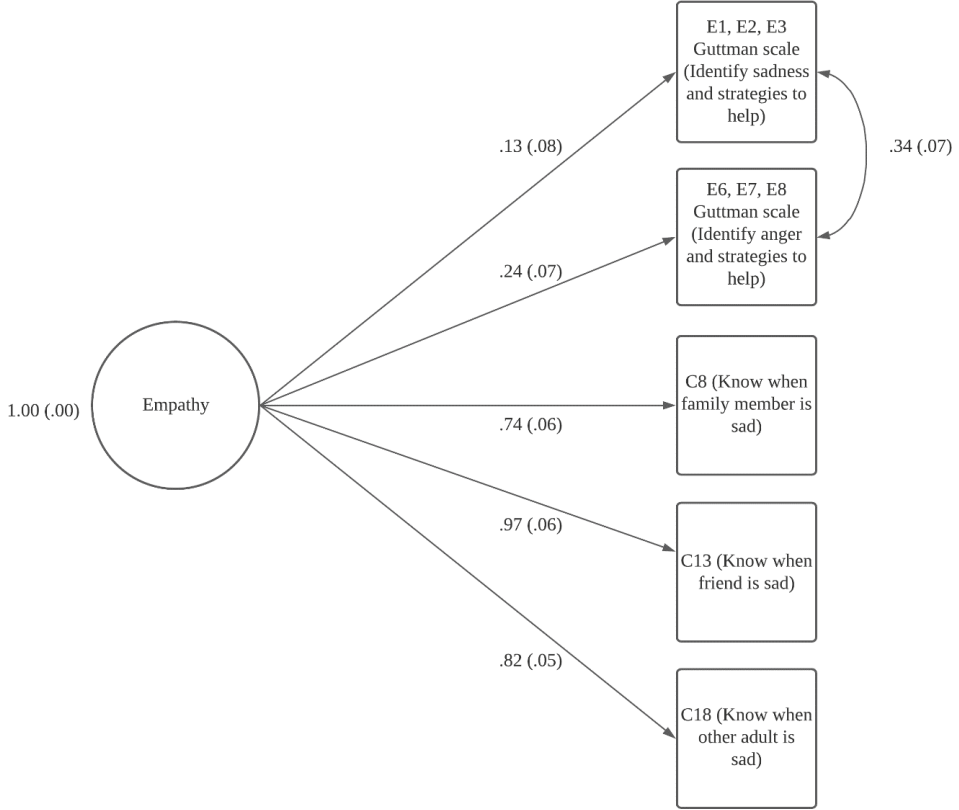 E1, E2, E3
Guttman scale
(Identify sadness
and strategies to
help)
.13 (.08)
.34 (.07)
E6, E7, E8
Guttman scale
(Identify anger
and strategies to
help)
.24 (.07)
1.00 (.00)
Empathy
C8 (Know when
family member is
sad)
.74 (.06)
.97 (.06)
C13 (Know when
friend is sad)
.82 (.05)
C18 (Know when
other adult is
sad)